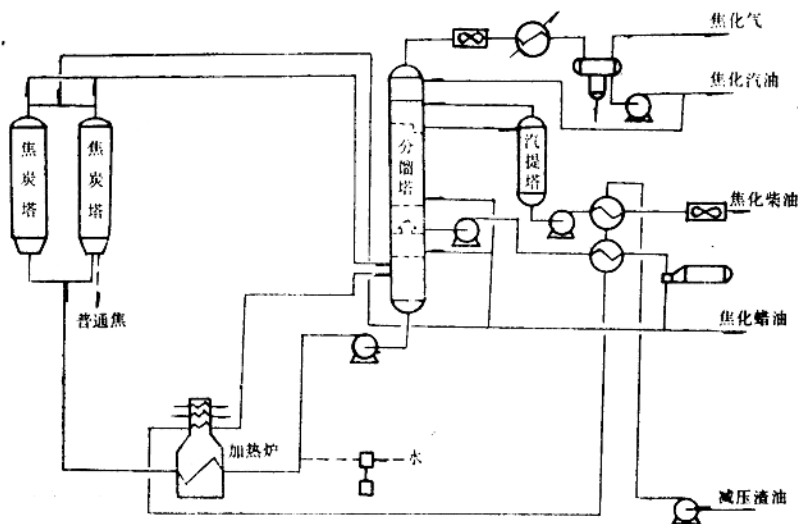 焦化气
焦化汽油
焦炭塔
焦炭塔
分馏塔
汽提塔
焦化柴油
普通焦
焦化蜡油
加热炉
水
减压渣油